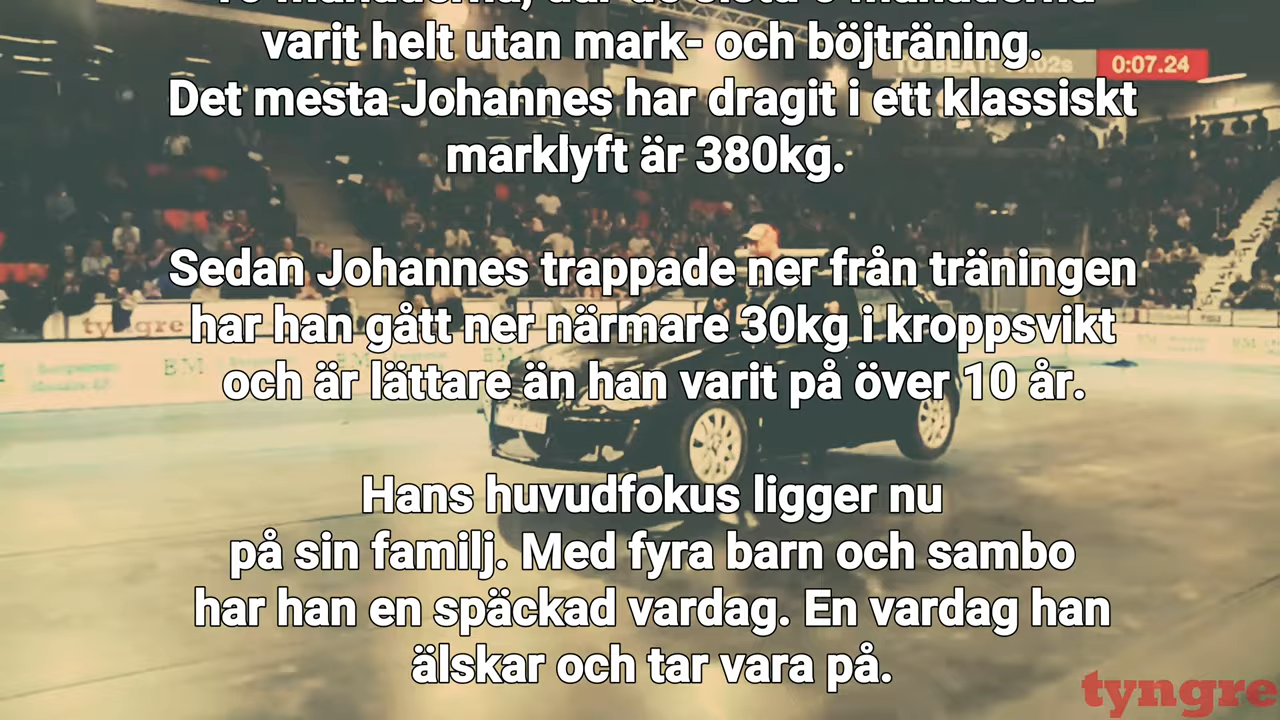 varit helt utan mark- och böjträning.
Det mesta Johannes har dragit i ett klassiskt
marklyft är 380kg.
0:07.24
Sedan Johannes trappade ner från träningen
har han gått ner närmare 30kg i kroppsvikt
och är lättare än han varit på över 10 år.
tyngre
Hans huvudfokus ligger nu
på sin familj. Med fyra barn och sambo
har han en späckad vardag. En vardag han
älskar och tar vara på.
tyngre